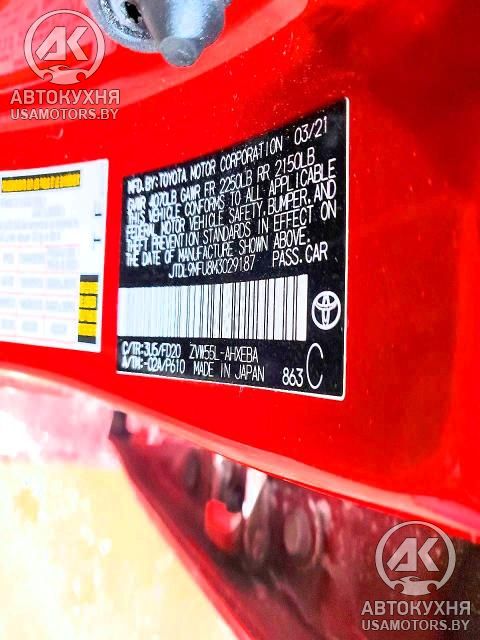 AK
АВТОКУХНЯ
USAMOTORS.BY
MFD. BY: TOYOTA MOTOR CORPORATION 03/21
GVWR 4070LB GAWR FR 2250LB RR 2150LB
THIS VEHICLE CONFORMS TO ALL APPLICABLE
FEDERAL MOTOR VEHICLE SAFETY, BUMPER, AND
THEFT PREVENTION STANDARDS IN EFFECT ON
THE DATE OF MANUFACTURE SHOWN ABOVE.
JTDL9MFU8M3029187 PASS. CAR
C/TR: 3U5/FD20 ZVW55L-AHXEBA
A/TM: -02A/P610 MADE IN JAPAN 863 C
AK
АВТОКУХНЯ
USAMOTORS.BY